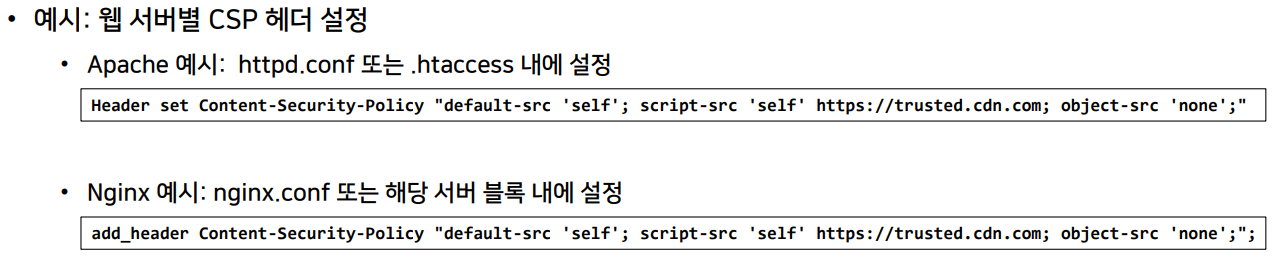 • 예시: 웹 서버별 CSP 헤더 설정
• Apache 예시: httpd.conf 또는 .htaccess 내에 설정
Header set Content-Security-Policy "default-src 'self'; script-src 'self' https://trusted.cdn.com; object-src 'none';"
• Nginx 예시: nginx.conf 또는 해당 서버 블록 내에 설정
add_header Content-Security-Policy "default-src 'self'; script-src 'self' https://trusted.cdn.com; object-src 'none';";